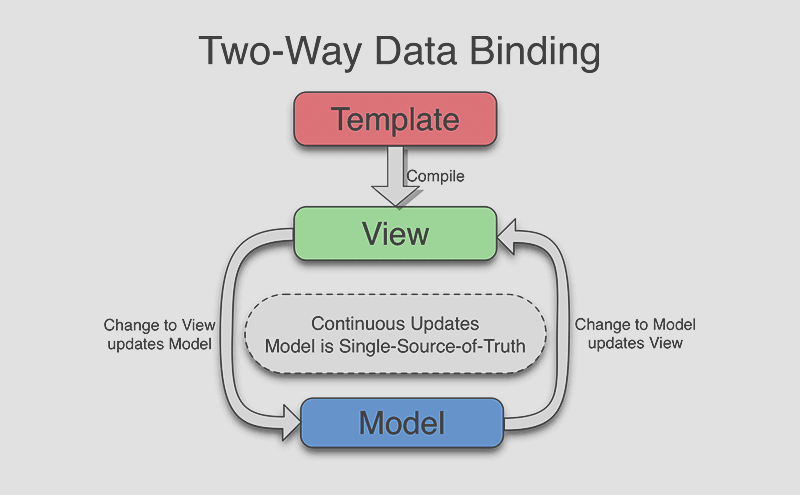 Two-Way Data Binding
Template
Compile
View
Change to View
updates Model
Continuous Updates
Model is Single-Source-of-Truth
Change to Model
updates View
Model